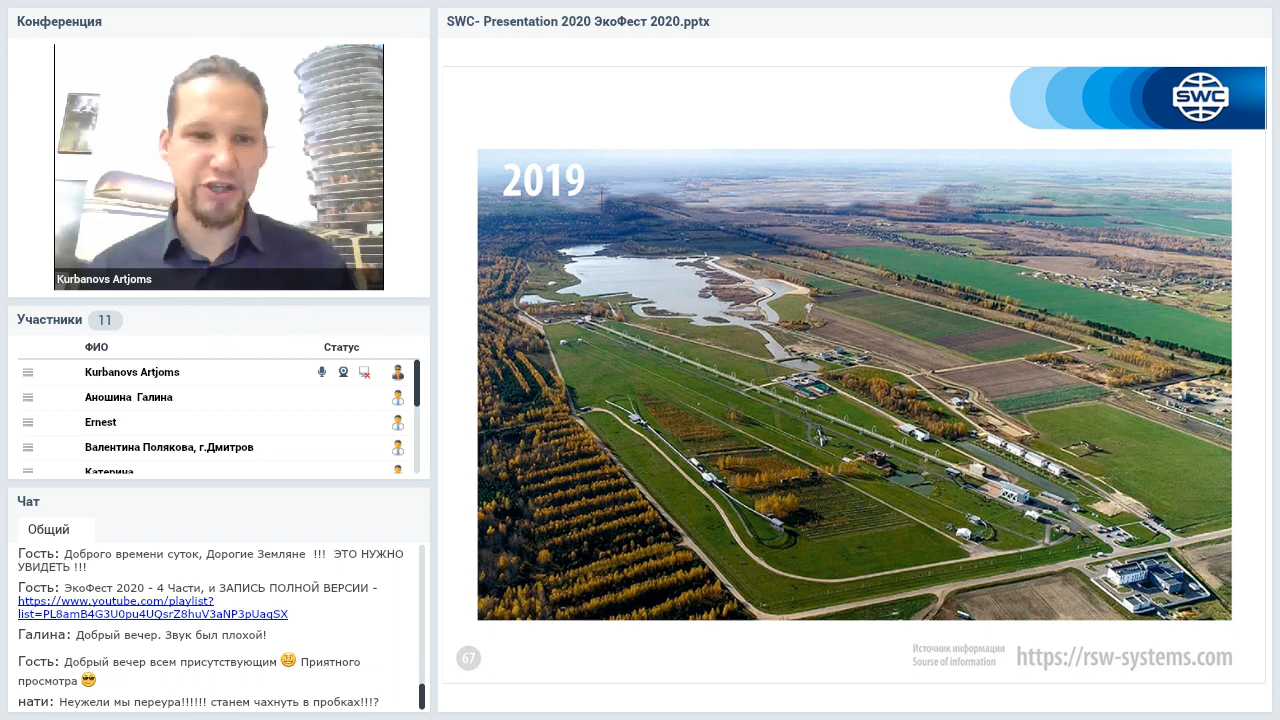 Конференция
Kurbanovs Artjoms
Участники 11
ФИО Статус
Kurbanovs Artjoms
Аношина Галина
Ernest
Валентина Полякова, г.Дмитров
Катерина
Чат
Общий
Гость: Доброго времени суток, Дорогие Земляне !!! ЭТО НУЖНО
УВИДЕТЬ !!!
Гость: ЭкоФест 2020 - 4 Части, и ЗАПИСЬ ПОЛНОЙ ВЕРСИИ -
https://www.youtube.com/playlist?
list=PL8amB4G3U0pu4UQsrZ8huV3aNP3pUaqSX
Галина: Добрый вечер. Звук был плохой!
Гость: Добрый вечер всем присутствующим Приятного
просмотра
нати: Неужели мы переура!!!!!! станем чахнуть в пробках!!!?
SWC- Presentation 2020 ЭкоФест 2020.pptx
SWC
2019
67
Источник информации
Sourse of information
https://rsw-systems.com